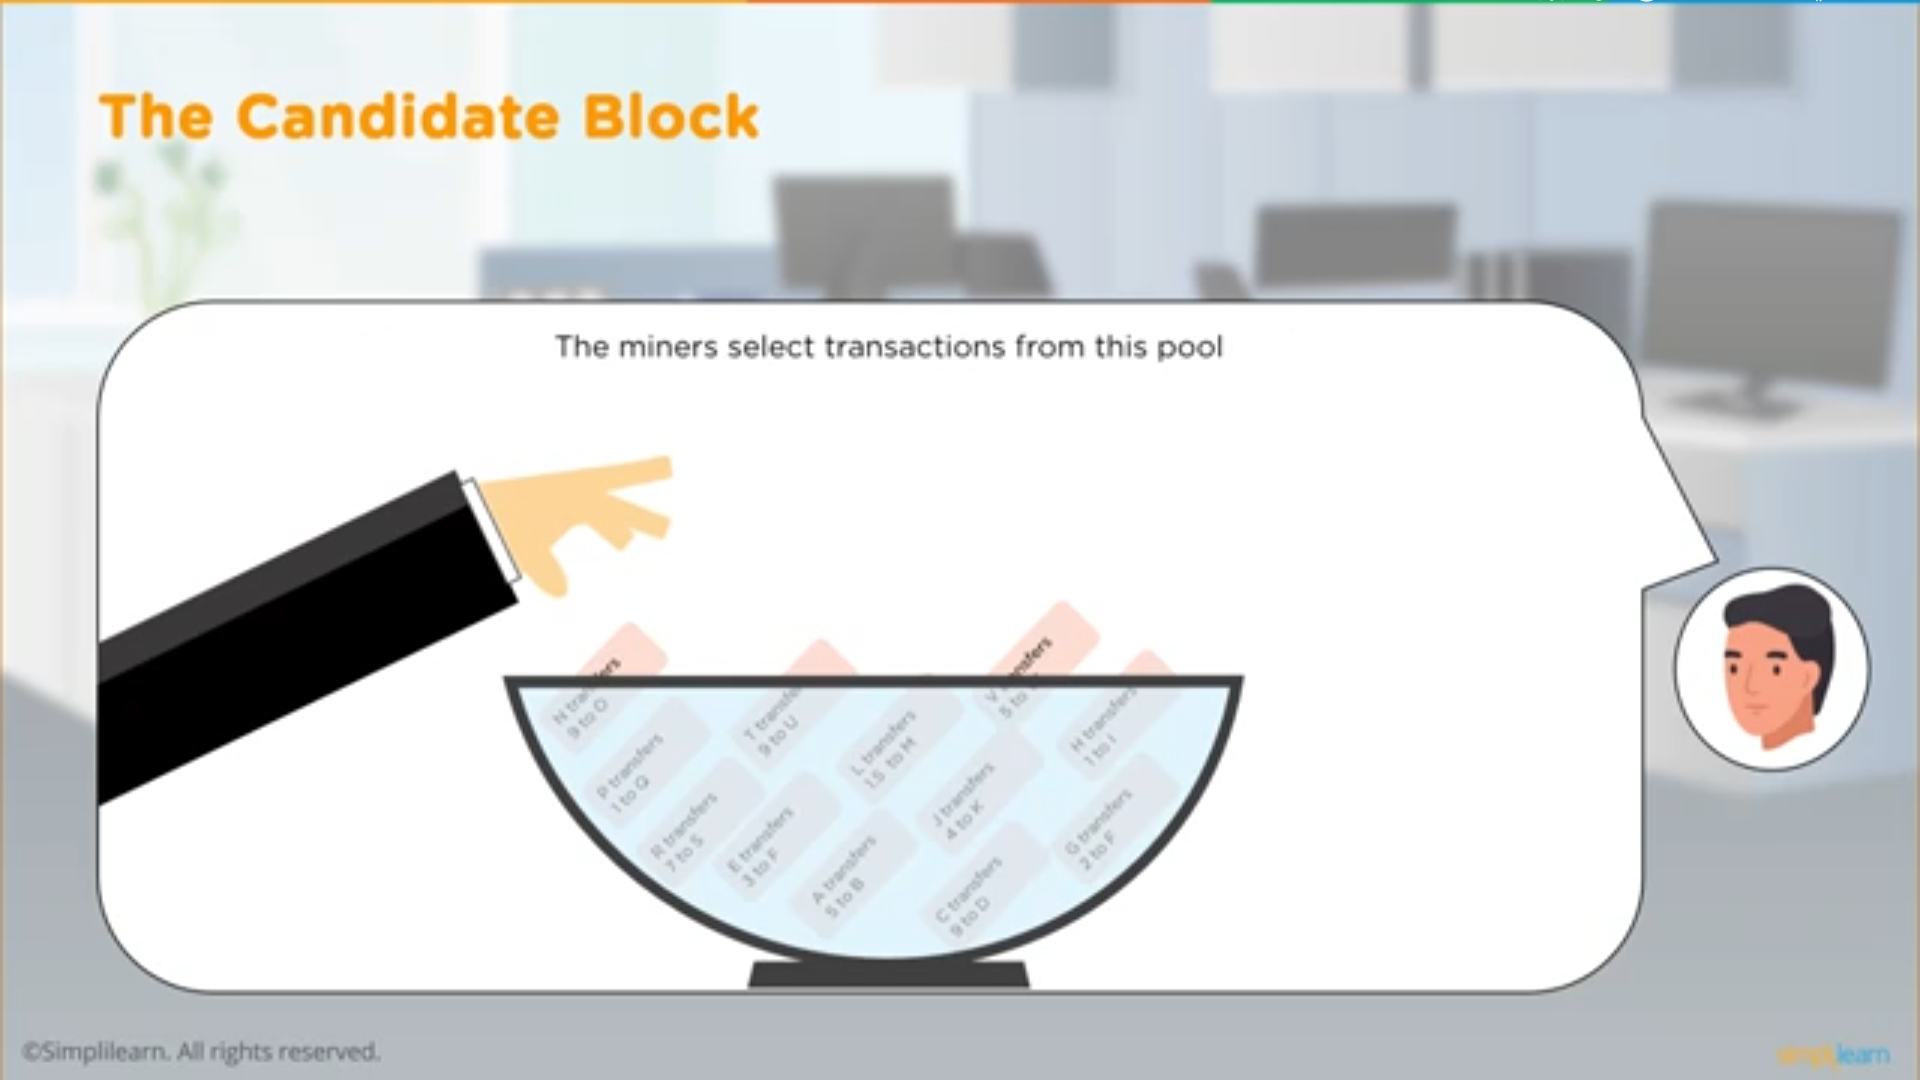 The Candidate Block
The miners select transactions from this pool
N transfers
9 to O
P transfers
1 to Q
R transfers
7 to S
T transfers
9 to U
E transfers
3 to F
L transfers
1.5 to M
A transfers
5 to B
V transfers
5 to
J transfers
4 to K
C transfers
9 to D
H transfers
1 to I
G transfers
2 to F
©Simplilearn. All rights reserved.
simplilearn